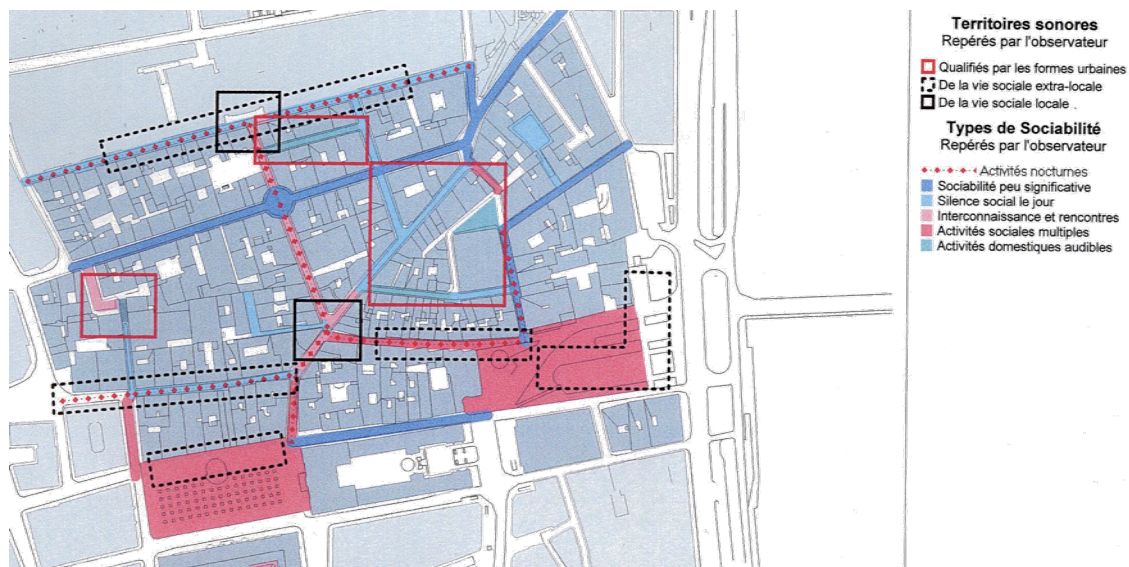 Territoires sonores
Repérés par l'observateur
Qualifiés par les formes urbaines
De la vie sociale extra-locale
De la vie sociale locale .
Types de Sociabilité
Repérés par l'observateur
Activités nocturnes
Sociabilité peu significative
Silence social le jour
Interconnaissance et rencontres
Activités sociales multiples
Activités domestiques audibles